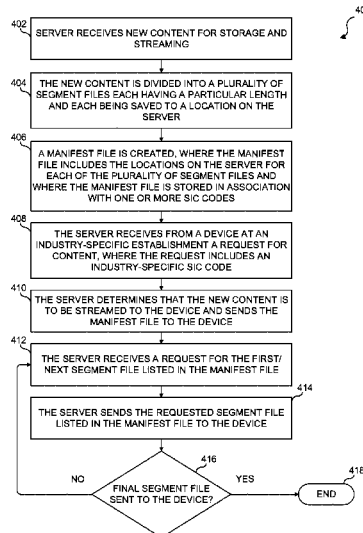 40
402
SERVER RECEIVES NEW CONTENT FOR STORAGE AND
STREAMING
404
THE NEW CONTENT IS DIVIDED INTO A PLURALITY OF
SEGMENT FILES EACH HAVING A PARTICULAR LENGTH
AND EACH BEING SAVED TO A LOCATION ON THE
SERVER
406
A MANIFEST FILE IS CREATED, WHERE THE MANIFEST
FILE INCLUDES THE LOCATIONS ON THE SERVER FOR
EACH OF THE PLURALITY OF SEGMENT FILES AND
WHERE THE MANIFEST FILE IS STORED IN ASSOCIATION
WITH ONE OR MORE SIC CODES
408
THE SERVER RECEIVES FROM A DEVICE AT AN
INDUSTRY-SPECIFIC ESTABLISHMENT A REQUEST FOR
CONTENT, WHERE THE REQUEST INCLUDES AN
INDUSTRY-SPECIFIC SIC CODE
410
THE SERVER DETERMINES THAT THE NEW CONTENT IS
TO BE STREAMED TO THE DEVICE AND SENDS THE
MANIFEST FILE TO THE DEVICE
412
THE SERVER RECEIVES A REQUEST FOR THE FIRST/
NEXT SEGMENT FILE LISTED IN THE MANIFEST FILE
414
THE SERVER SENDS THE REQUESTED SEGMENT FILE
LISTED IN THE MANIFEST FILE TO THE DEVICE
416
NO
FINAL SEGMENT FILE
SENT TO THE DEVICE?
YES
418
END